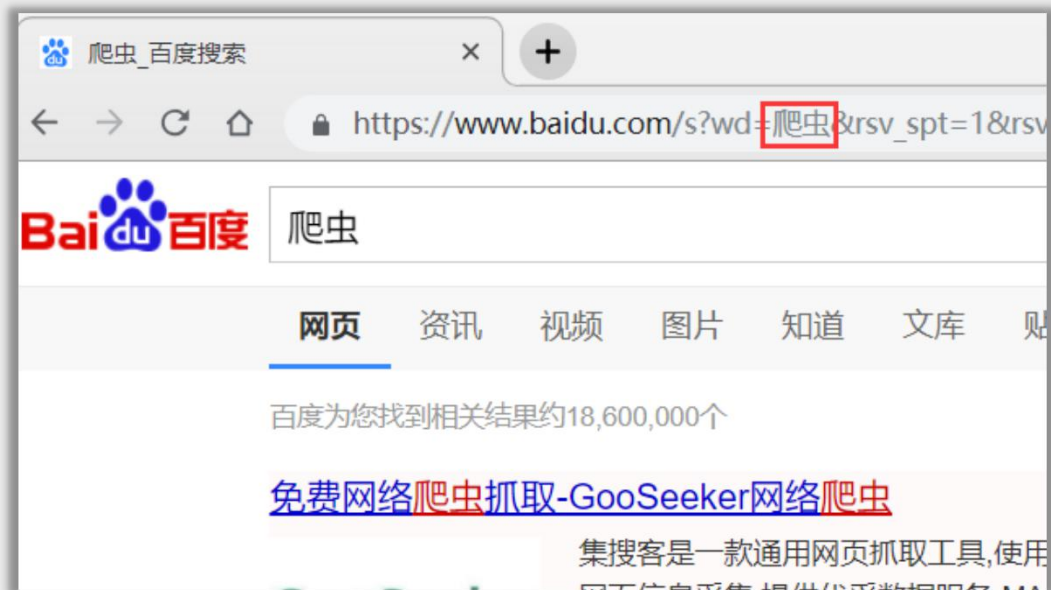 爬虫_百度搜索
https://www.baidu.com/s?wd=爬虫&rsv_spt=1&rsv
Bai du 百度
爬虫
网页 资讯 视频 图片 知道 文库 贴
百度为您找到相关结果约18,600,000个
免费网络爬虫抓取-GooSeeker网络爬虫
集搜客是一款通用网页抓取工具,使用